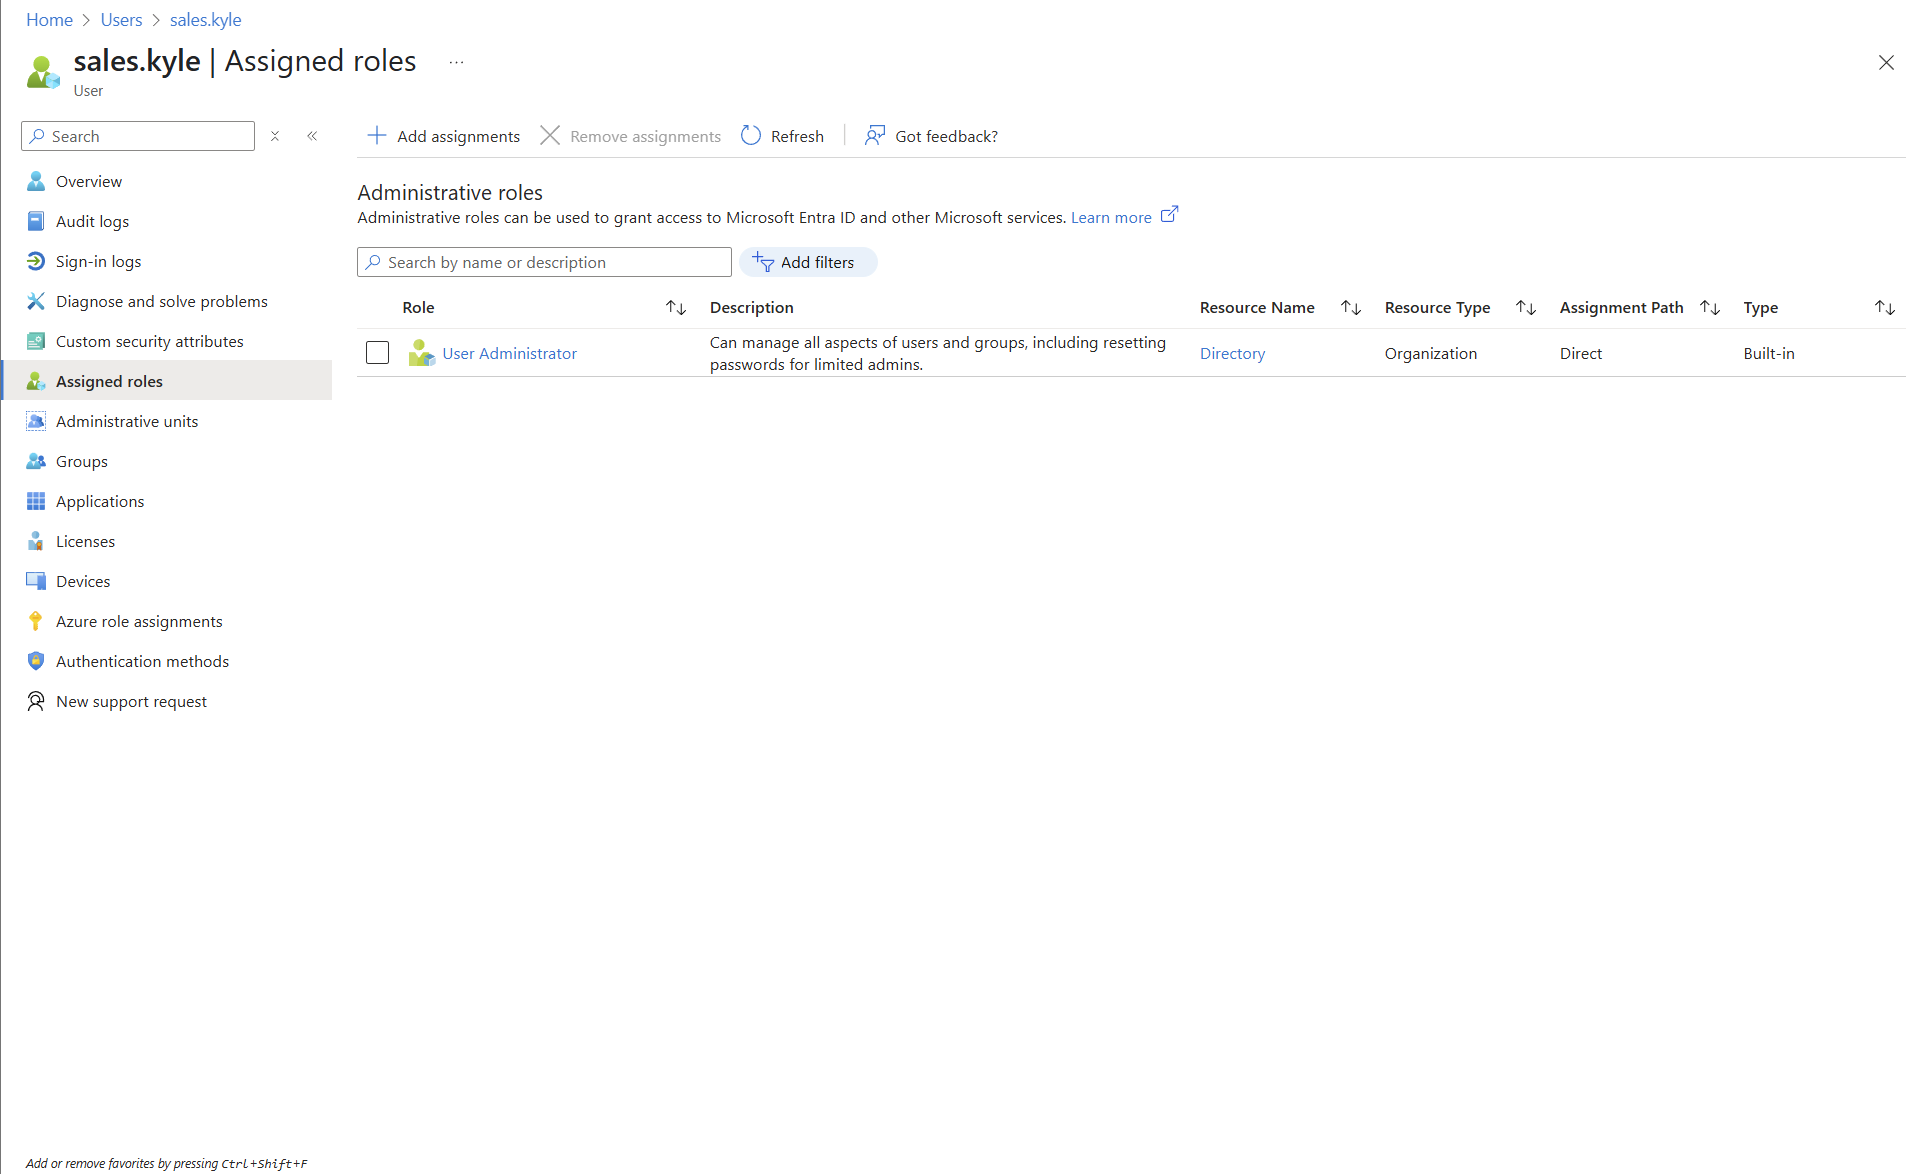 Home > Users > sales.kyle
sales.kyle | Assigned roles ...
User
Search
Add assignments Remove assignments Refresh Got feedback?
Overview
Audit logs
Sign-in logs
Diagnose and solve problems
Custom security attributes
Assigned roles
Administrative units
Groups
Applications
Licenses
Devices
Azure role assignments
Authentication methods
New support request
Administrative roles
Administrative roles can be used to grant access to Microsoft Entra ID and other Microsoft services. Learn more
Search by name or description Add filters
Role Description Resource Name Resource Type Assignment Path Type
User Administrator Can manage all aspects of users and groups, including resetting passwords for limited admins. Directory Organization Direct Built-in
Add or remove favorites by pressing Ctrl+Shift+F